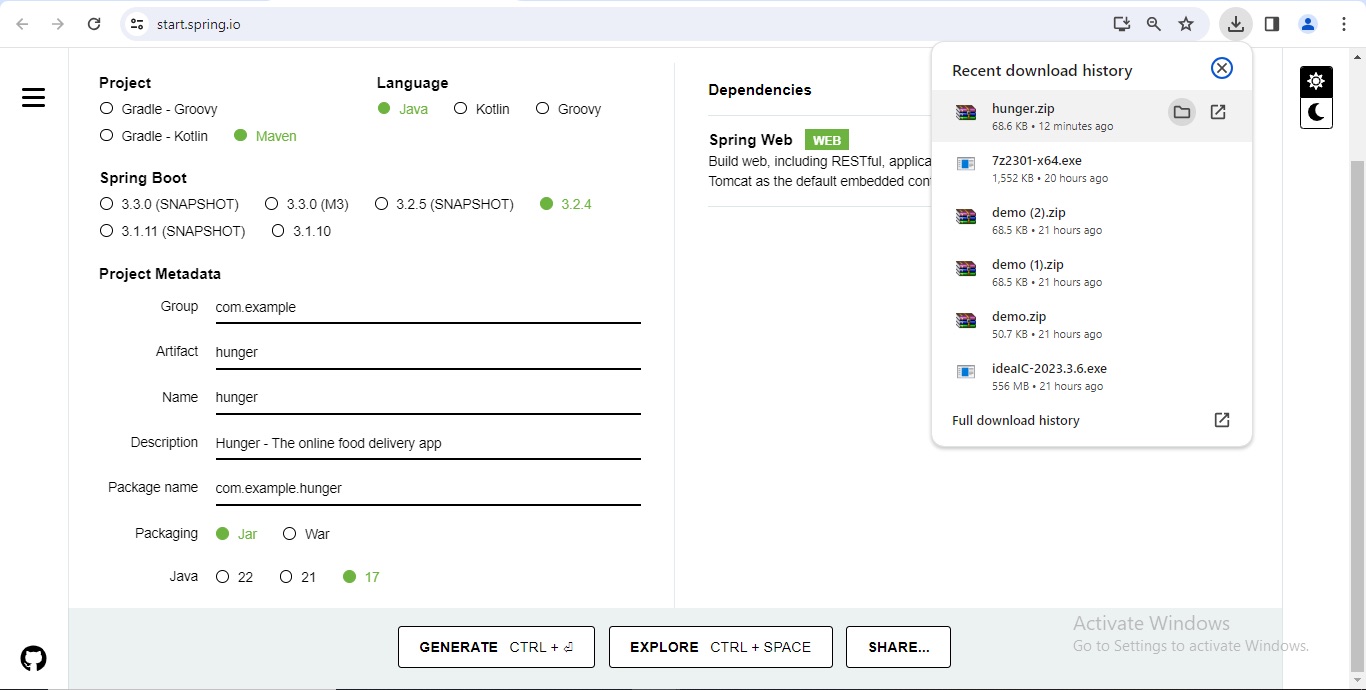 start.spring.io
Project
Gradle - Groovy
Gradle - Kotlin
Maven
Language
Java
Kotlin
Groovy
Spring Boot
3.3.0 (SNAPSHOT)
3.3.0 (M3)
3.2.5 (SNAPSHOT)
3.2.4
3.1.11 (SNAPSHOT)
3.1.10
Project Metadata
Group com.example
Artifact hunger
Name hunger
Description Hunger - The online food delivery app
Package name com.example.hunger
Packaging Jar War
Java 22 21 17
Dependencies
Spring Web WEB
Build web, including RESTful, applica
Tomcat as the default embedded con
Recent download history
hunger.zip
68.6 KB • 12 minutes ago
7z2301-x64.exe
1,552 KB • 20 hours ago
demo (2).zip
68.5 KB • 21 hours ago
demo (1).zip
68.5 KB • 21 hours ago
demo.zip
50.7 KB • 21 hours ago
ideaIC-2023.3.6.exe
556 MB • 21 hours ago
Full download history
GENERATE CTRL + ⏎
EXPLORE CTRL + SPACE
SHARE...
Activate Windows
Go to Settings to activate Windows.